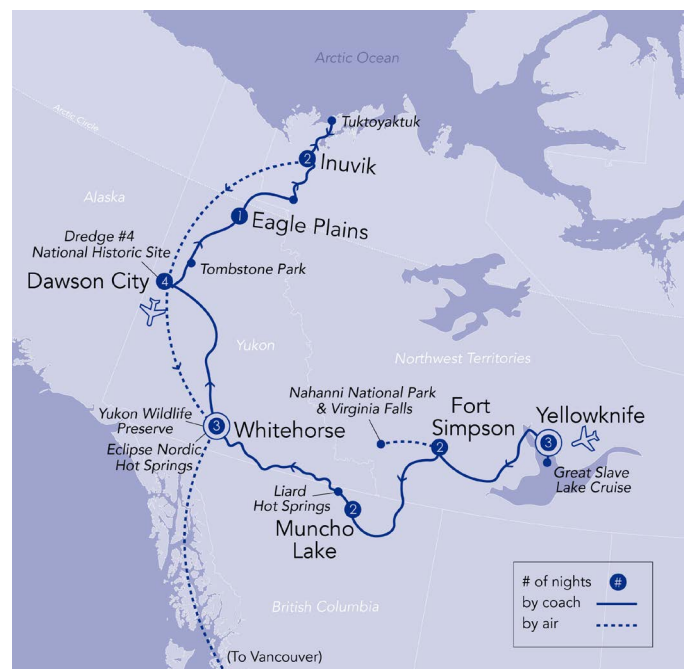 Arctic Ocean
Tuktoyaktuk
Arctic Circle
2
Inuvik
Alaska
1
Eagle Plains
Dredge #4
National Historic Site
Tombstone Park
Dawson City
4
Yukon
Northwest Territories
Nahanni National Park
& Virginia Falls
Fort
Simpson
2
Yellowknife
3
Great Slave
Lake Cruise
Yukon Wildlife
Preserve
3
Whitehorse
Eclipse Nordic
Hot Springs
Liard
Hot Springs
2
Muncho
Lake
British Columbia
(To Vancouver)
# of nights #
by coach
by air